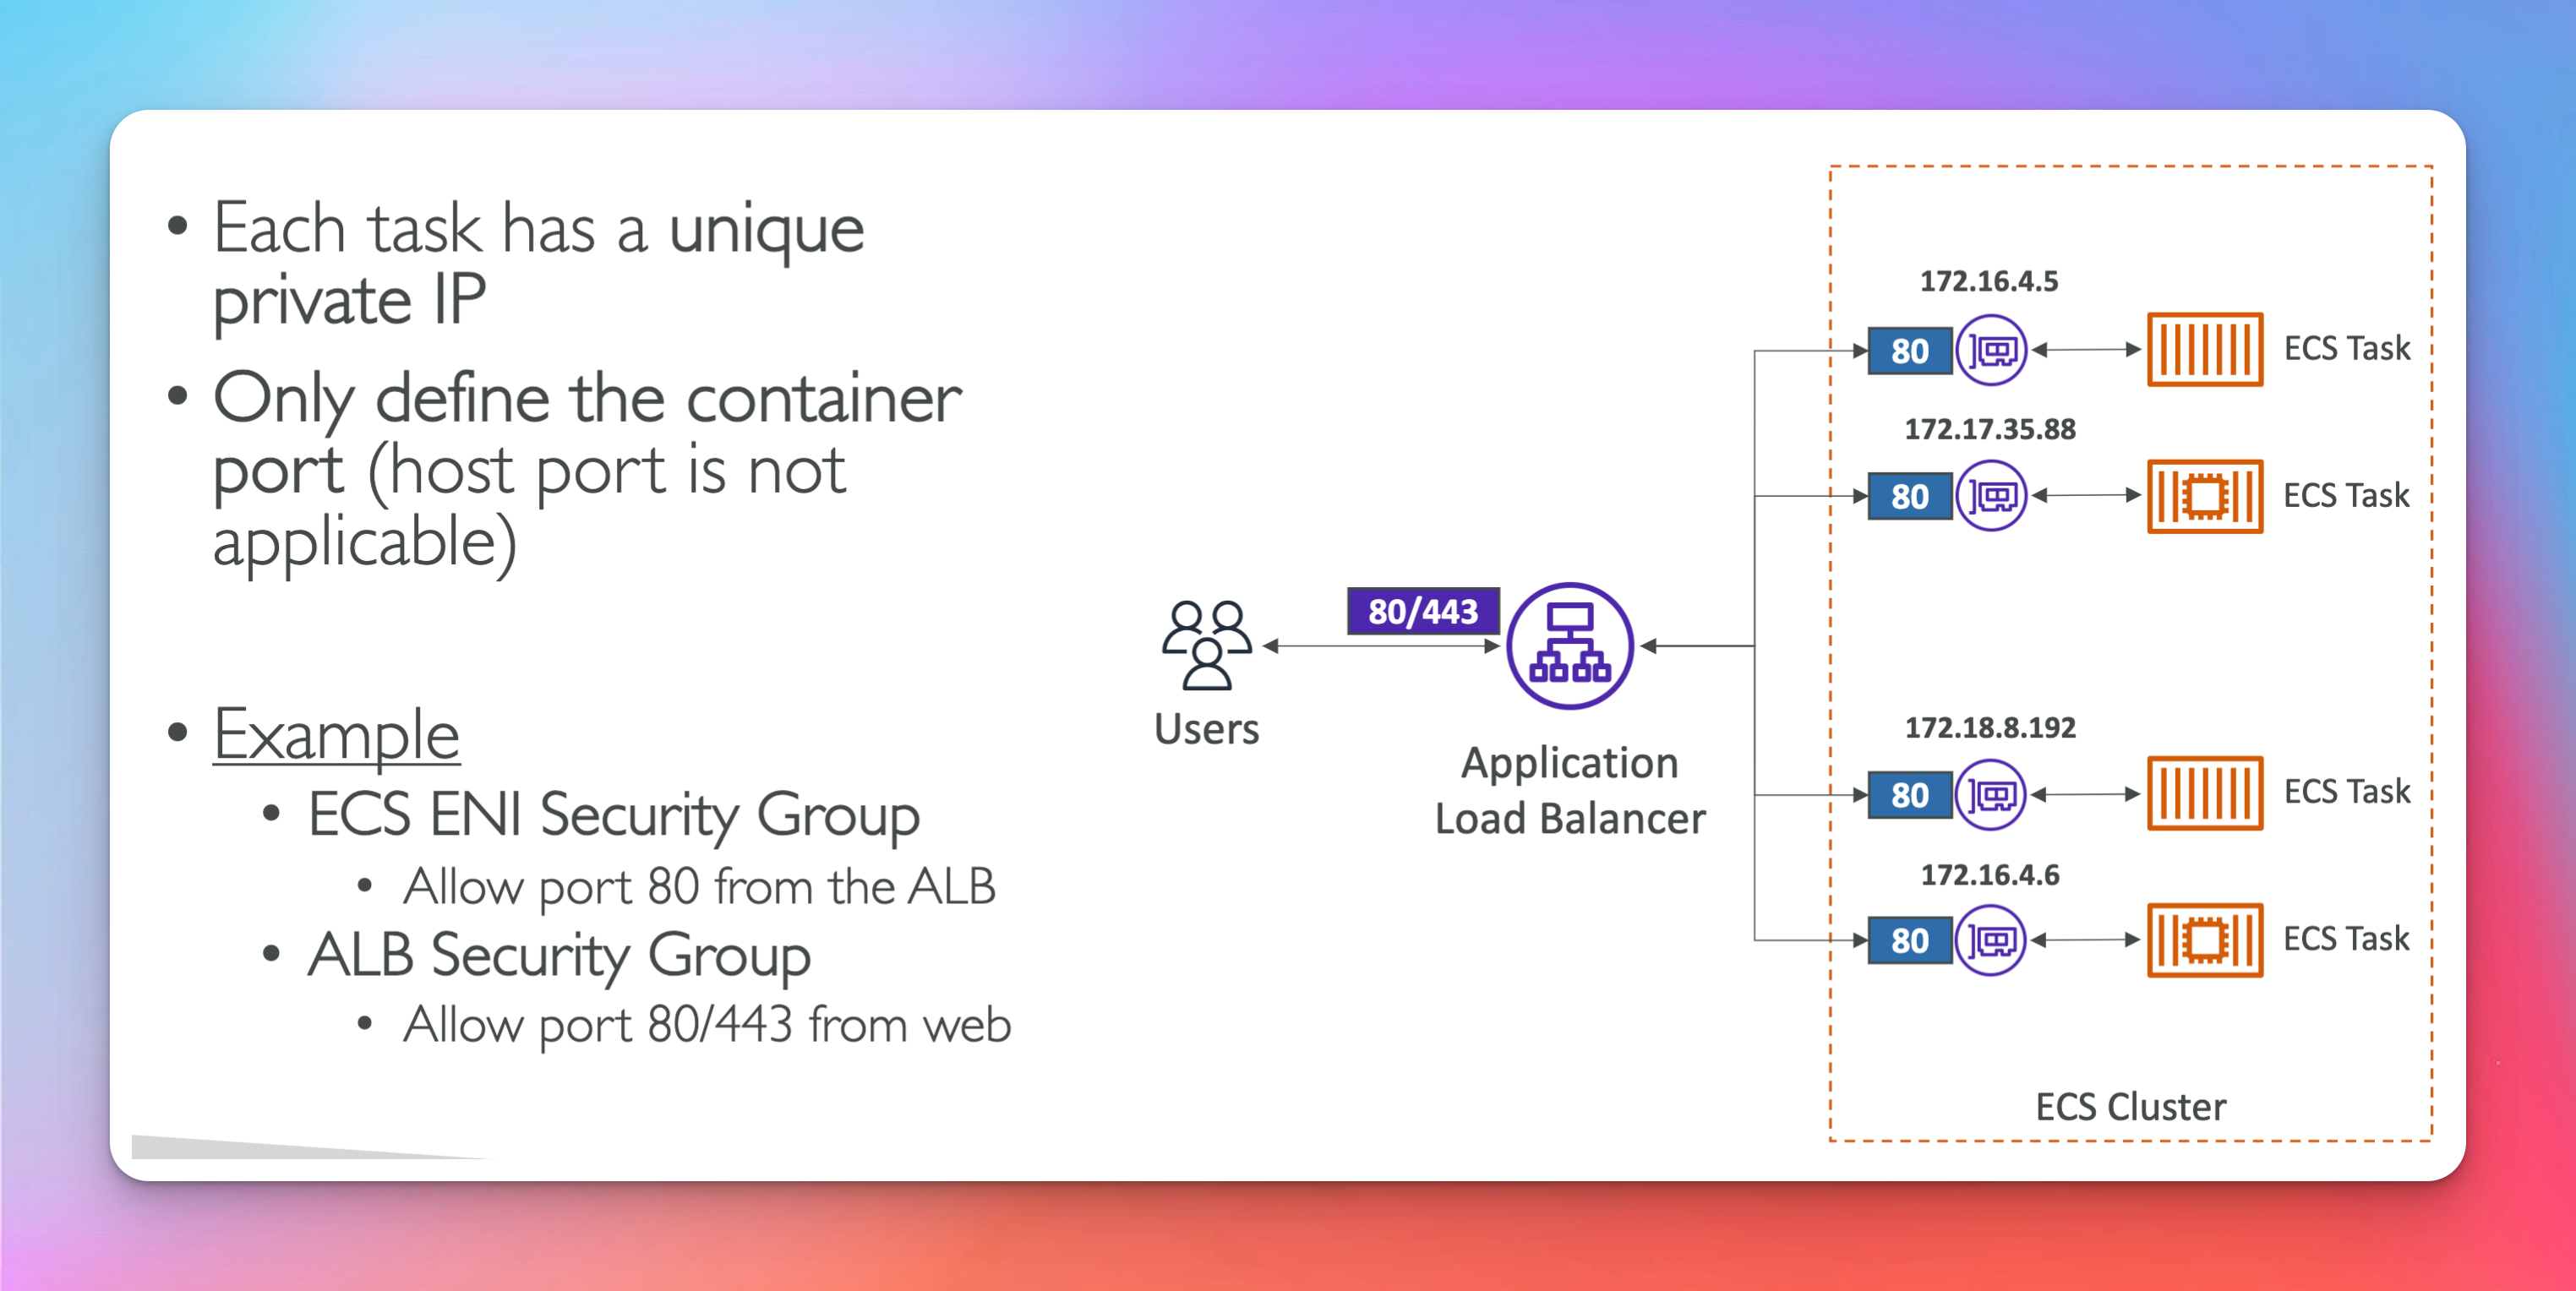 • Each task has a unique
private IP
• Only define the container
port (host port is not
applicable)
• Example
• ECS ENI Security Group
• Allow port 80 from the ALB
• ALB Security Group
• Allow port 80/443 from web
Users
80/443
Application
Load Balancer
172.16.4.5
80
ECS Task
172.17.35.88
80
ECS Task
172.18.8.192
80
ECS Task
172.16.4.6
80
ECS Task
ECS Cluster